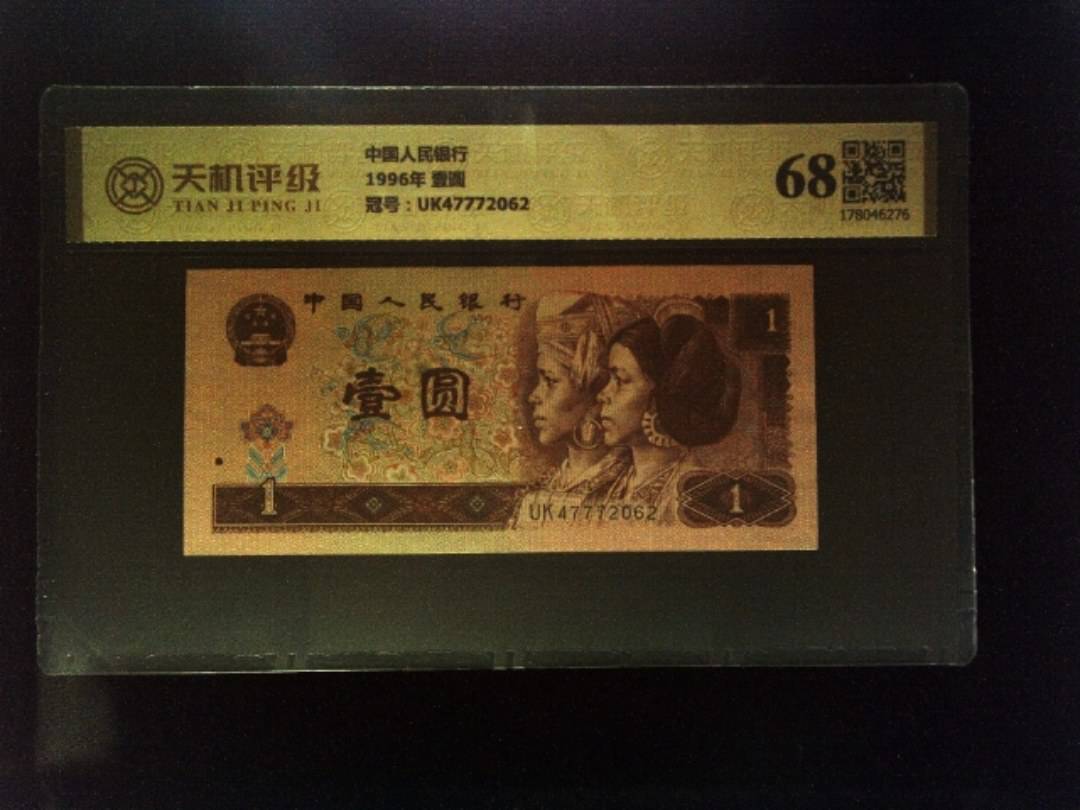 天机评级
TIAN JI PING JI
中国人民银行
1996年 壹圆
冠号：UK47772062
68
178046276
中国人民银行
1
壹圆
1
UK47772062
1